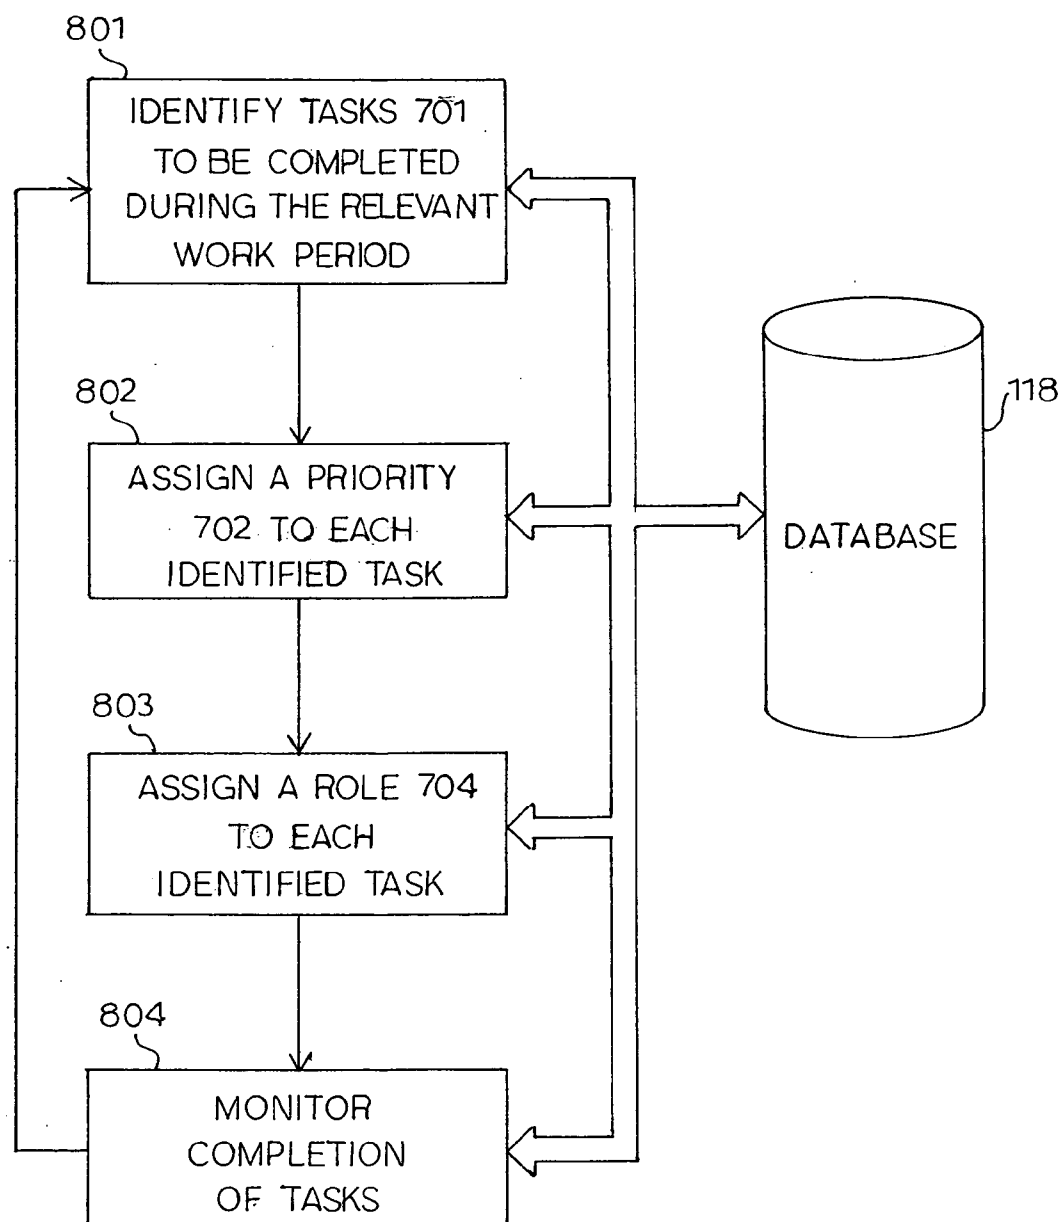 801
IDENTIFY TASKS 701
TO BE COMPLETED
DURING THE RELEVANT
WORK PERIOD
802
ASSIGN A PRIORITY
702 TO EACH
IDENTIFIED TASK
118
DATABASE
803
ASSIGN A ROLE 704
TO EACH
IDENTIFIED TASK
804
MONITOR
COMPLETION
OF TASKS